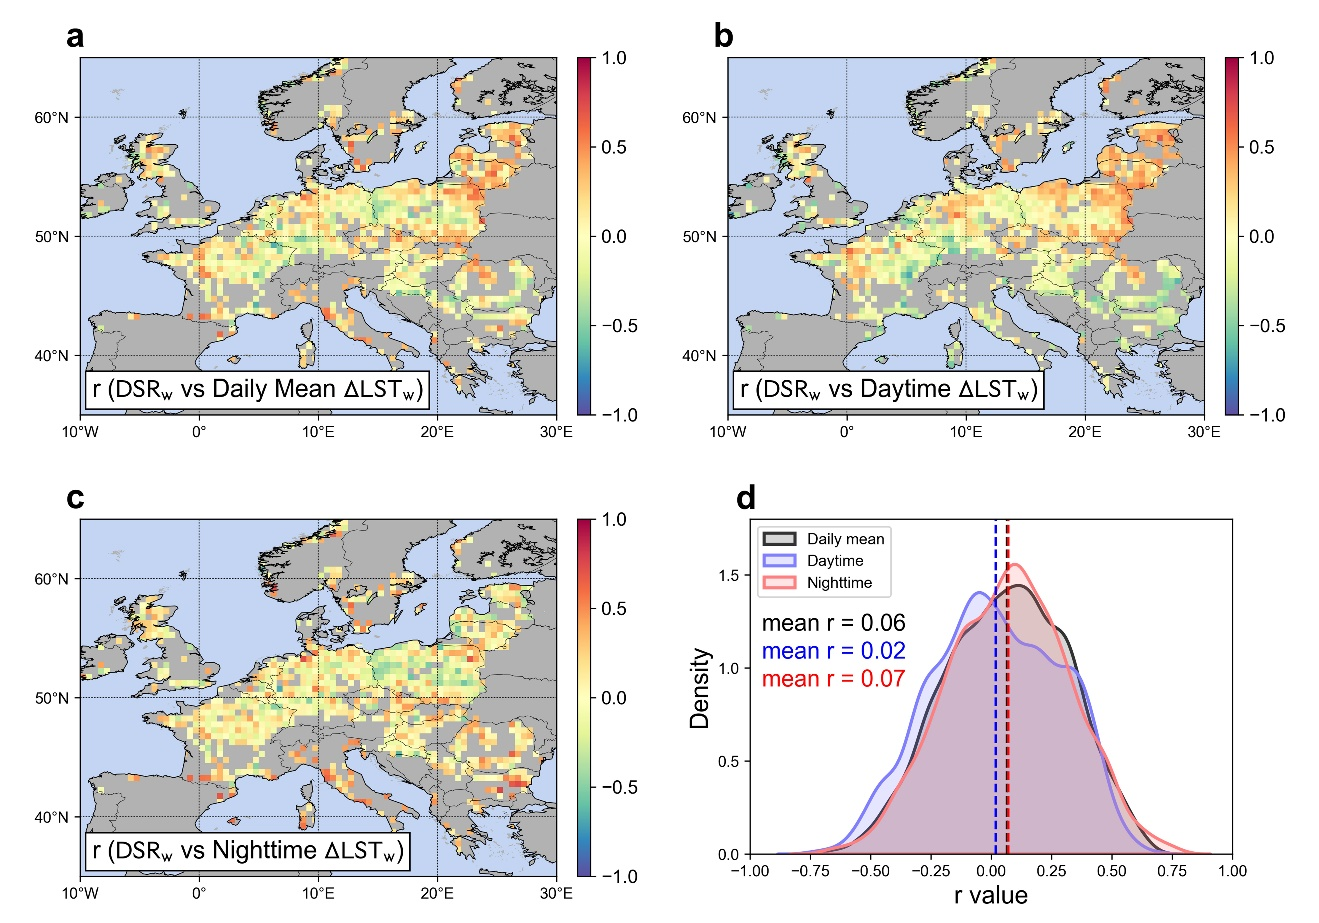 a
60°N
50°N
40°N
10°W
0°
10°E
20°E
30°E
1.0
0.5
0.0
−0.5
−1.0
r (DSRw vs Daily Mean ΔLSTw)
b
60°N
50°N
40°N
10°W
0°
10°E
20°E
30°E
1.0
0.5
0.0
−0.5
−1.0
r (DSRw vs Daytime ΔLSTw)
c
60°N
50°N
40°N
10°W
0°
10°E
20°E
30°E
1.0
0.5
0.0
−0.5
−1.0
r (DSRw vs Nighttime ΔLSTw)
d
Daily mean
Daytime
Nighttime
mean r = 0.06
mean r = 0.02
mean r = 0.07
Density
1.5
1.0
0.5
0.0
−1.00
−0.75
−0.50
−0.25
0.00
0.25
0.50
0.75
1.00
r value